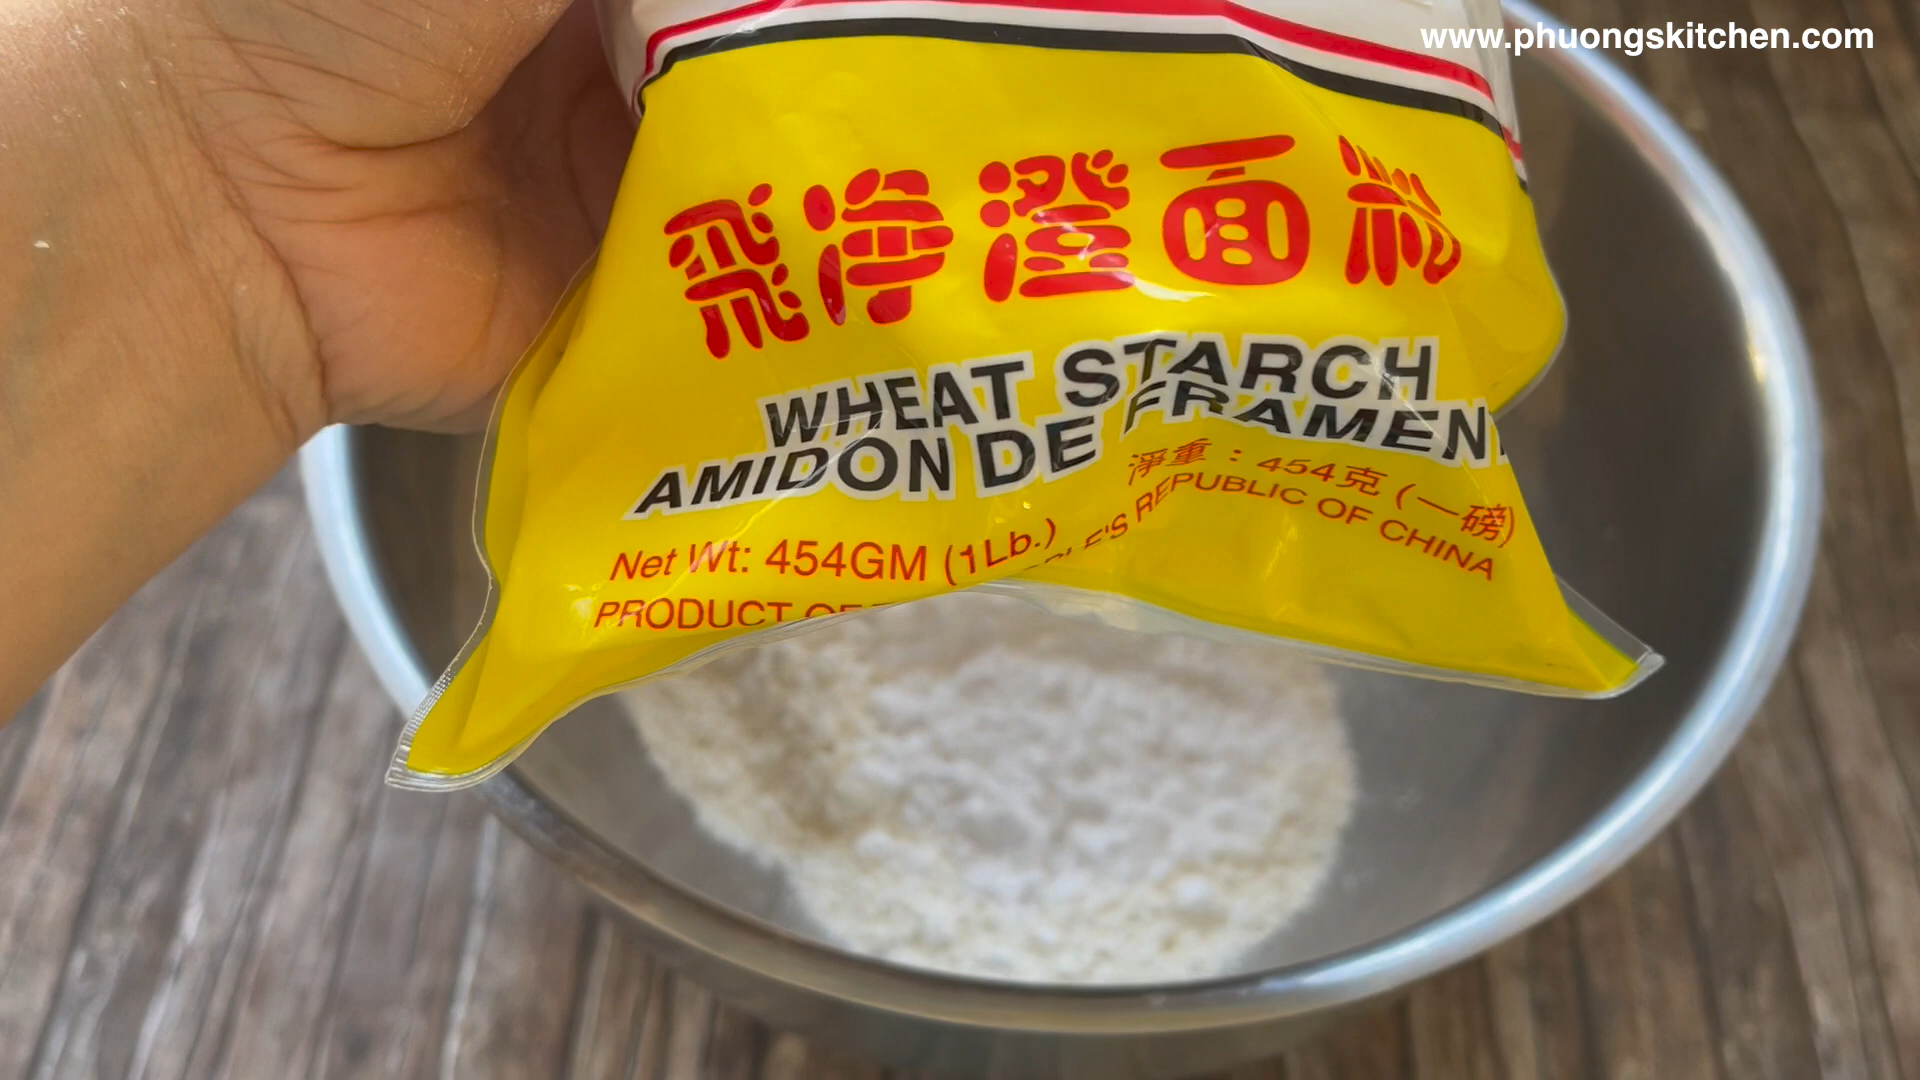 www.phuongskitchen.com
飛淨澄面粉
WHEAT STARCH
AMIDON DE FRAMEN
淨重：454克 (一磅)
Net Wt: 454GM (1Lb.)
PRODUCT OF REPUBLIC OF CHINA